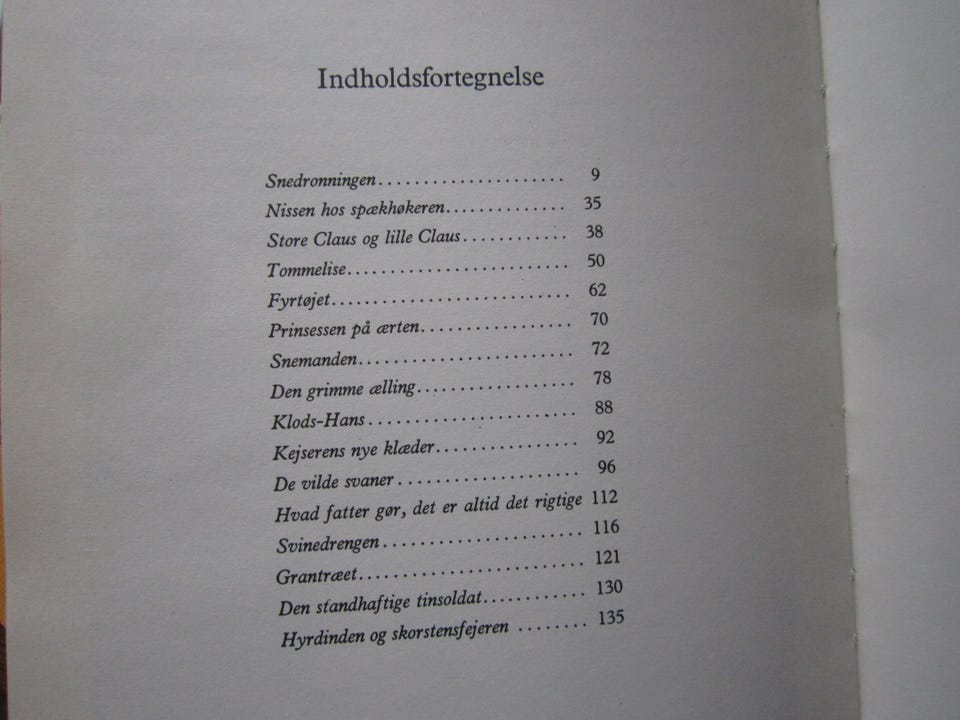 Indholdsfortegnelse
Snedronningen..................... 9
Nissen hos spækhøkeren.............. 35
Store Claus og lille Claus............ 38
Tommelise......................... 50
Fyrtøjet........................... 62
Prinsessen på ærten................. 70
Snemanden........................ 72
Den grimme ælling.................. 78
Klods-Hans....................... 88
Kejserens nye klæder................ 92
De vilde svaner.................... 96
Hvad fatter gør, det er altid det rigtige 112
Svinedrengen...................... 116
Grantræet......................... 121
Den standhaftige tinsoldat............ 130
Hyrdinden og skorstensfejeren ........ 135